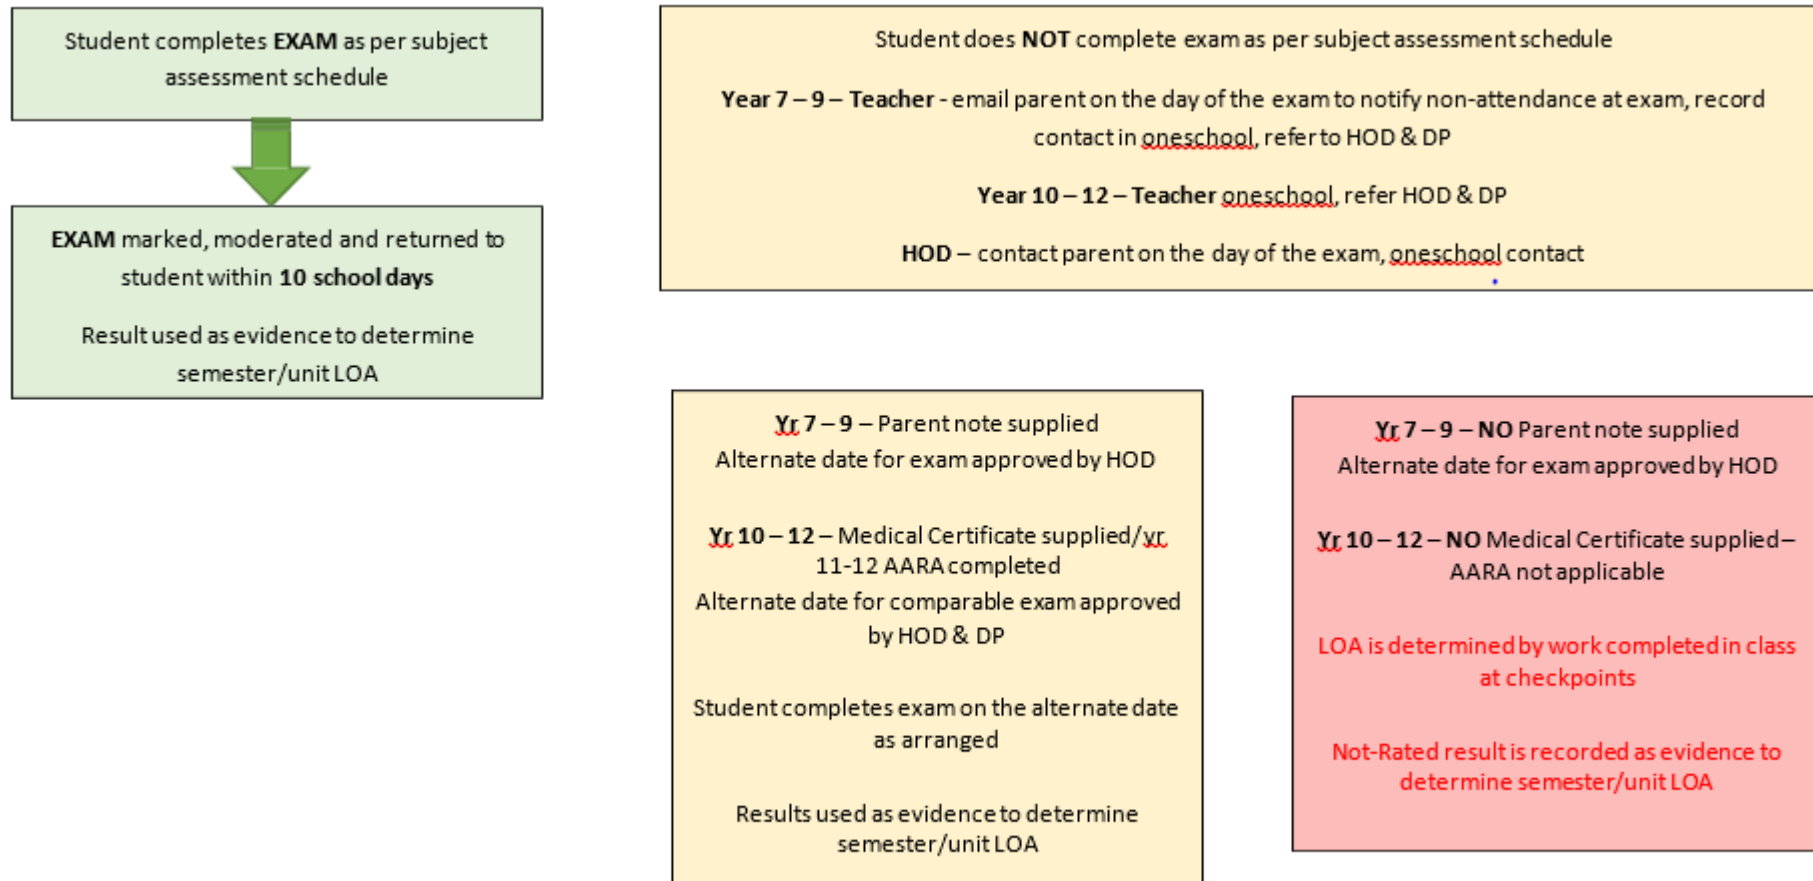 Student completes EXAM as per subject
assessment schedule
EXAM marked, moderated and returned to
student within 10 school days
Result used as evidence to determine
semester/unit LOA
Student does NOT complete exam as per subject assessment schedule
Year 7 – 9 – Teacher - email parent on the day of the exam to notify non-attendance at exam, record
contact in oneschool, refer to HOD & DP
Year 10 – 12 – Teacher oneschool, refer HOD & DP
HOD – contact parent on the day of the exam, oneschool contact
Yr 7 – 9 – Parent note supplied
Alternate date for exam approved by HOD
Yr 10 – 12 – Medical Certificate supplied/yr
11-12 AARA completed
Alternate date for comparable exam approved
by HOD & DP
Student completes exam on the alternate date
as arranged
Results used as evidence to determine
semester/unit LOA
Yr 7 – 9 – NO Parent note supplied
Alternate date for exam approved by HOD
Yr 10 – 12 – NO Medical Certificate supplied –
AARA not applicable
LOA is determined by work completed in class
at checkpoints
Not-Rated result is recorded as evidence to
determine semester/unit LOA